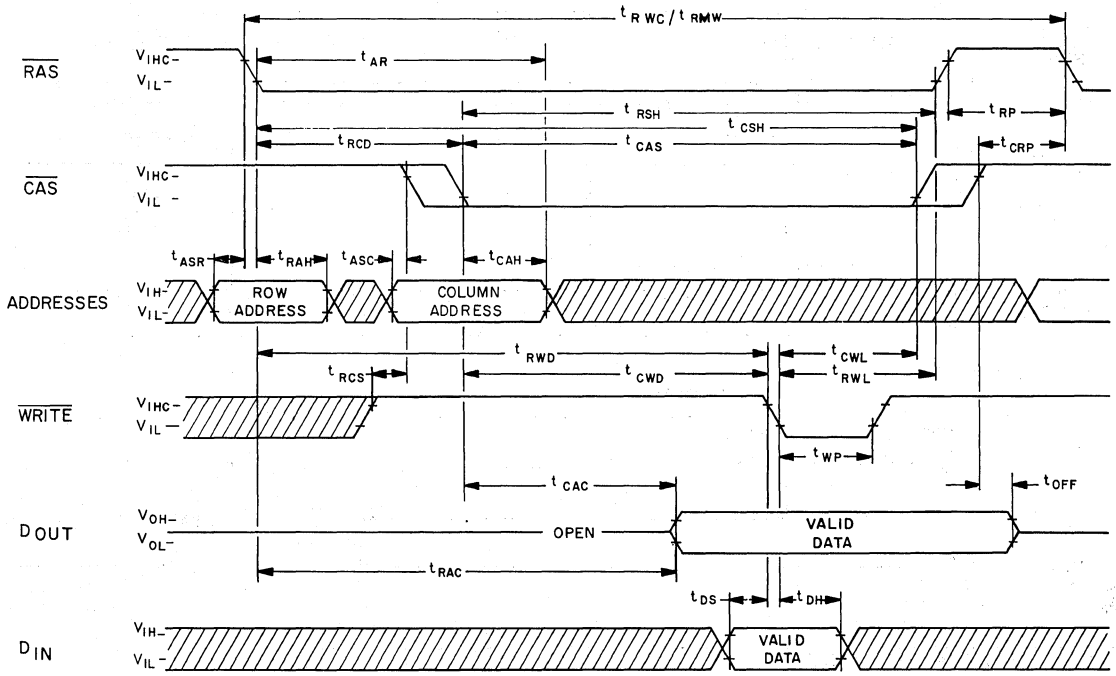 t RWC / t RMW
RAS
VIHC
VIL
tAR
tRSH
tRP
tCSH
tRCD
tCAS
tCRP
CAS
VIHC
VIL
tASR
tRAH
tASC
tCAH
ADDRESSES
VIH
VIL
ROW ADDRESS
COLUMN ADDRESS
tRWD
tCWL
tRCS
tCWD
tRWL
WRITE
VIHC
VIL
tWP
tCAC
tOFF
DOUT
VOH
VOL
OPEN
VALID DATA
tRAC
tDS
tDH
DIN
VIH
VIL
VALID DATA